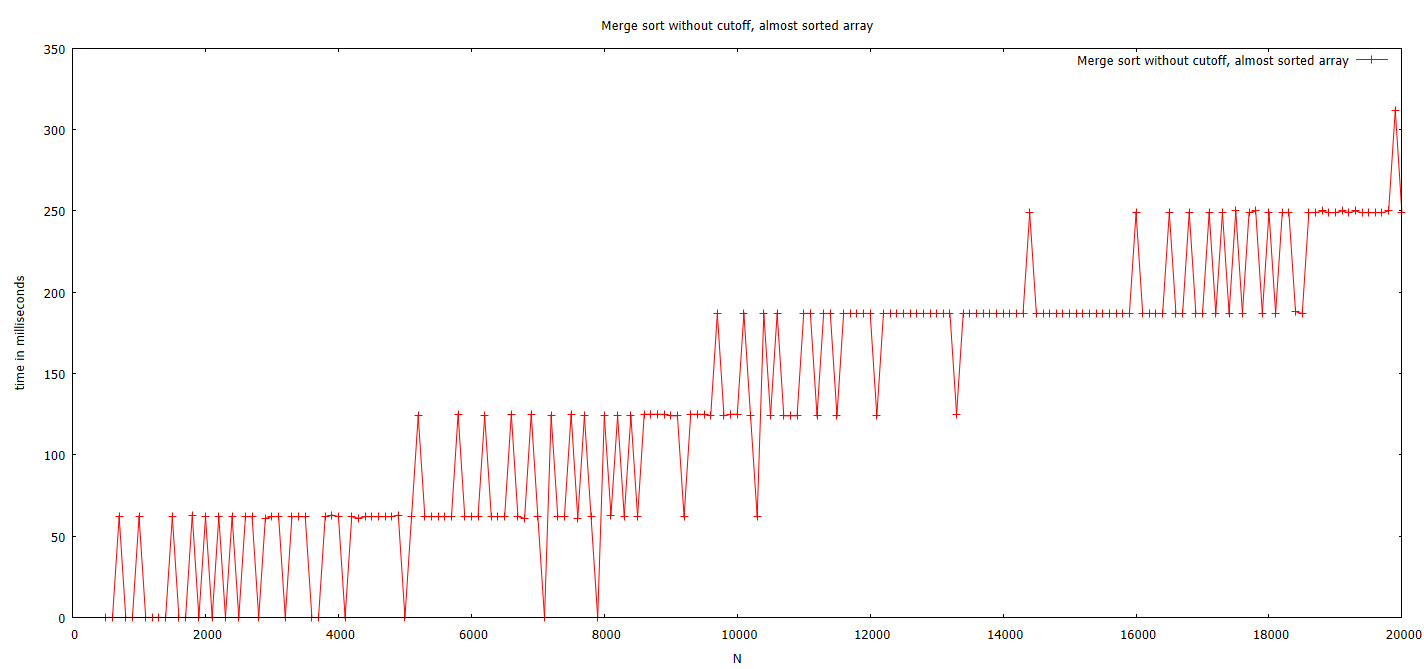 Merge sort without cutoff, almost sorted array
Merge sort without cutoff, almost sorted array
350
300
250
200
150
100
50
0
time in milliseconds
0 2000 4000 6000 8000 10000 12000 14000 16000 18000 20000
N